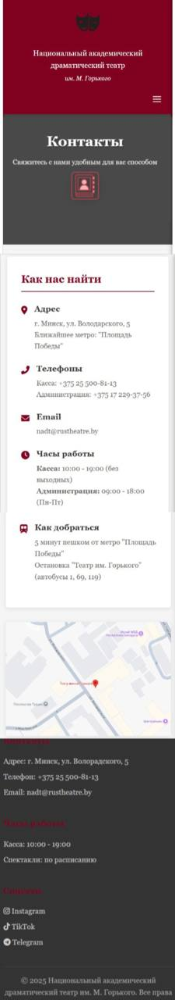 Национальный академический
драматический театр
им. М. Горького
Контакты
Свяжитесь с нами удобным для вас способом
Как нас найти
Адрес
г. Минск, ул. Володарского, 5
Ближайшее метро: "Площадь
Победы"
Телефоны
Касса: +375 25 500-81-13
Администрация: +375 17 229-37-56
Email
nadt@rustheatre.by
Часы работы
Касса: 10:00 - 19:00 (без
выходных)
Администрация: 09:00 - 18:00
(Пн-Пт)
Как добраться
5 минут пешком от метро "Площадь
Победы"
Остановка "Театр им. Горького"
(автобусы 1, 69, 119)
Музей МВД
Республики Беларусь
Контакты
Адрес: г. Минск, ул. Волорадского, 5
Телефон: +375 25 500-81-13
Email: nadt@rustheatre.by
Часы работы
Касса: 10:00 - 19:00
Спектакли: по расписанию
Соцсети
Instagram
TikTok
Telegram
© 2025 Национальный академический
драматический театр им. М. Горького. Все права